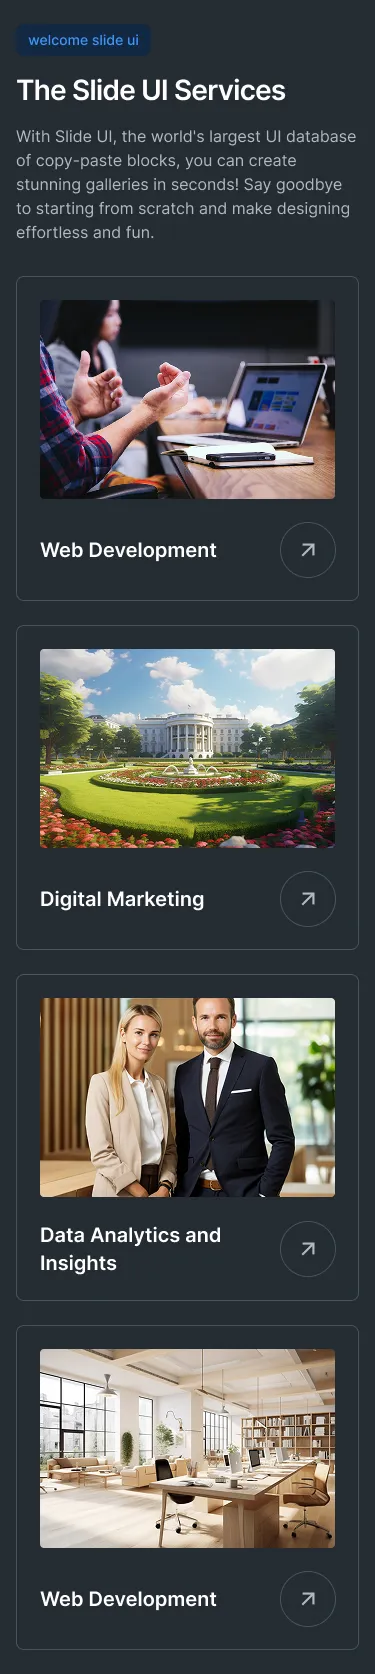 welcome slide ui
The Slide UI Services
With Slide UI, the world's largest UI database
of copy-paste blocks, you can create
stunning galleries in seconds! Say goodbye
to starting from scratch and make designing
effortless and fun.
Web Development
Digital Marketing
Data Analytics and
Insights
Web Development